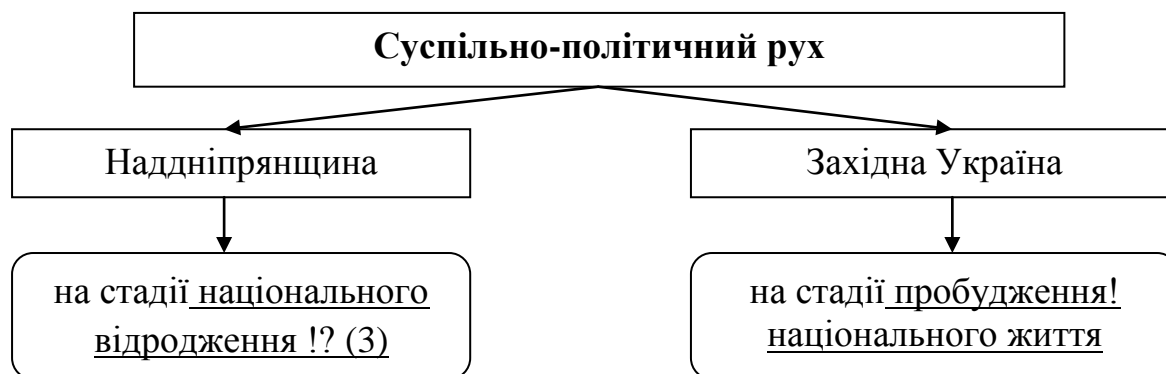 Суспільно-політичний рух
Наддніпрянщина
Західна Україна
на стадії національного
відродження !? (3)
на стадії пробудження!
національного життя